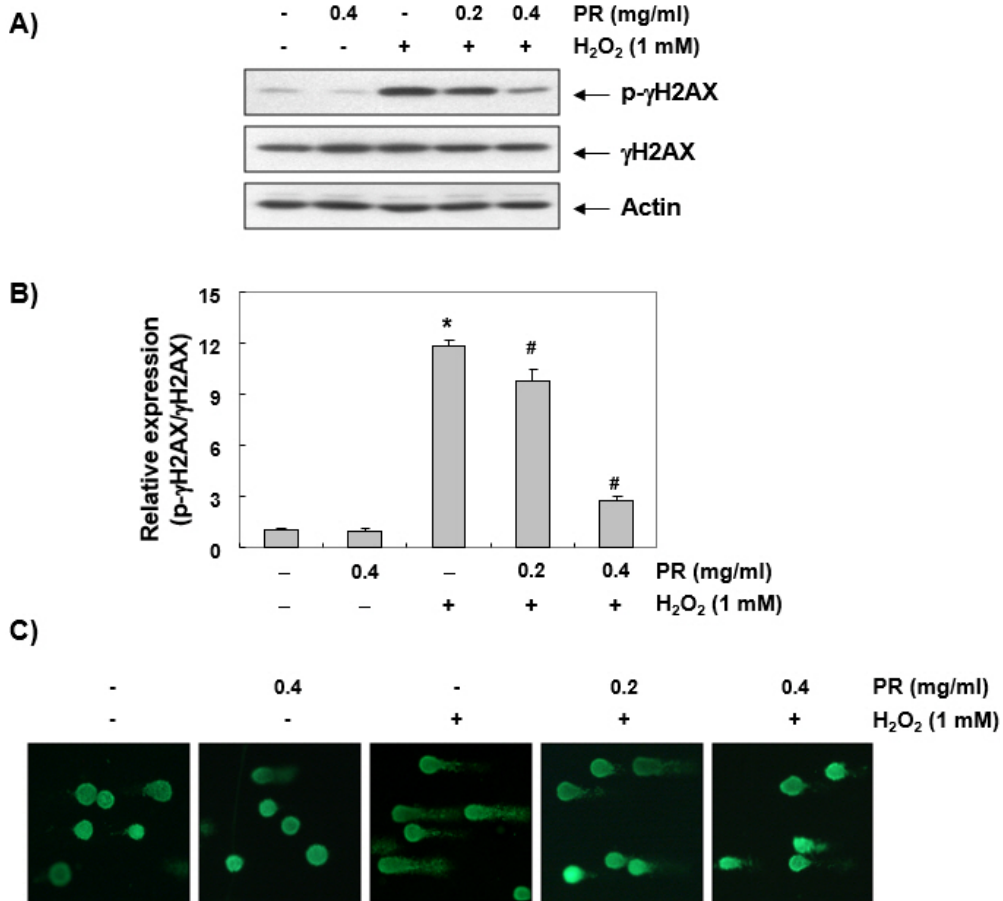 A)
- 0.4 - 0.2 0.4 PR (mg/ml)
- - + + + H₂O₂ (1 mM)
p-γH2AX
γH2AX
Actin
B)
Relative expression
(p-γH2AX/γH2AX)
15
12
9
6
3
0
*
#
#
– 0.4 – 0.2 0.4 PR (mg/ml)
– – + + + H₂O₂ (1 mM)
C)
- 0.4 - 0.2 0.4 PR (mg/ml)
- - + + + H₂O₂ (1 mM)